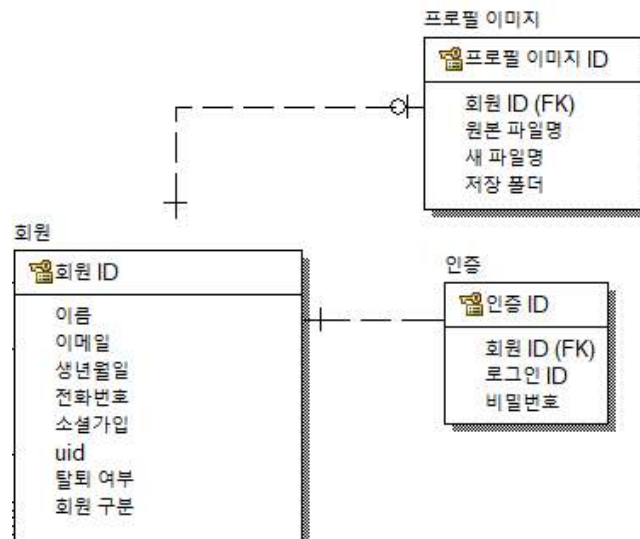 프로필 이미지
프로필 이미지 ID
회원 ID (FK)
원본 파일명
새 파일명
저장 폴더
회원
회원 ID
이름
이메일
생년월일
전화번호
소셜가입
uid
탈퇴 여부
회원 구분
인증
인증 ID
회원 ID (FK)
로그인 ID
비밀번호